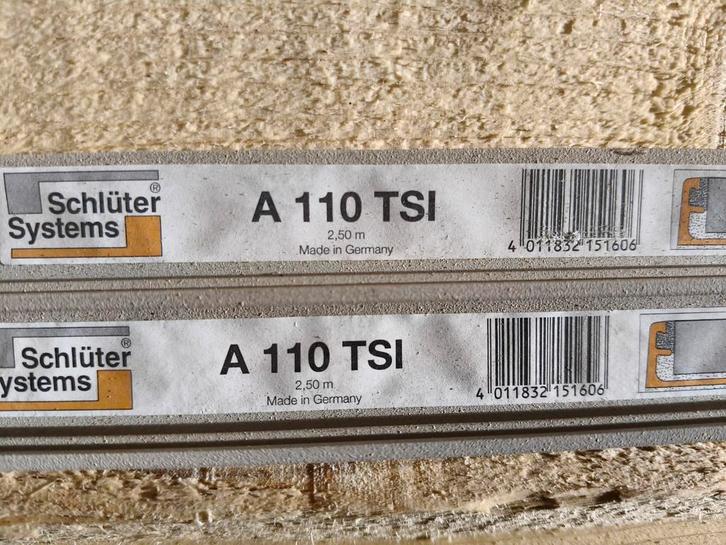 Schlüter®
Systems
A 110 TSI
2,50 m
Made in Germany
4 011832 151606
Schlüter®
ystems
A 110 TSI
2,50 m
Made in Germany
4 011832 151606